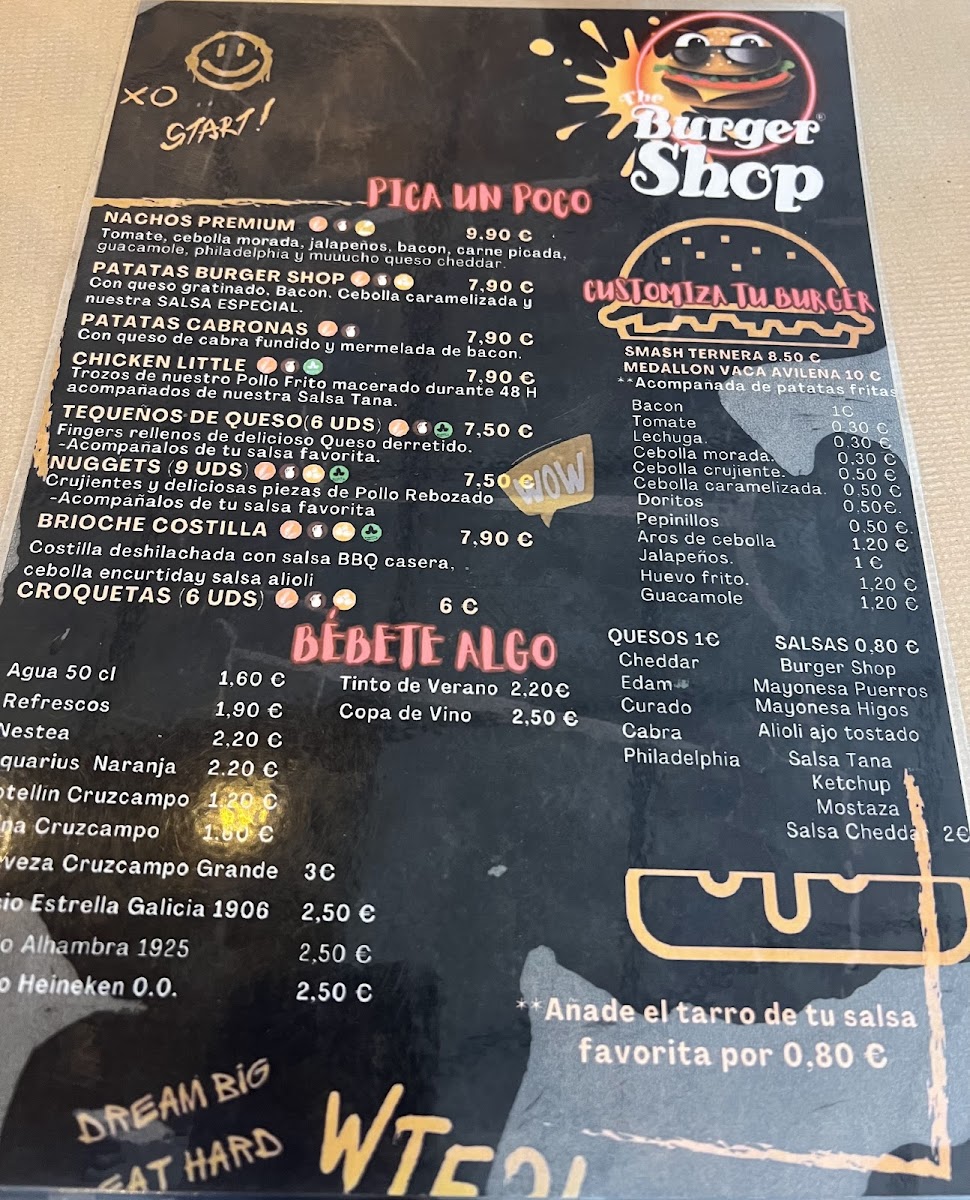 XO
START!
The
Burger
Shop
PICA UN POCO
NACHOS PREMIUM 9.90 €
Tomate, cebolla morada, jalapeños, bacon, carne picada,
guacamole, philadelphia y muuucho queso cheddar.
PATATAS BURGER SHOP 7,90 €
Con queso gratinado, Bacon. Cebolla caramelizada y
nuestra SALSA ESPECIAL.
PATATAS CABRONAS 7,90 €
Con queso de cabra fundido y mermelada de bacon.
CHICKEN LITTLE 7,90 €
Trozos de nuestro Pollo Frito macerado durante 48 H
acompañados de nuestra Salsa Tana.
TEQUEÑOS DE QUESO(6 UDS) 7,50 €
Fingers rellenos de delicioso Queso derretido.
-Acompañalos de tu salsa favorita.
NUGGETS (9 UDS) 7,50 €
Crujientes y deliciosas piezas de Pollo Rebozado
-Acompañalos de tu salsa favorita
WOW
BRIOCHE COSTILLA 7,90 €
Costilla deshilachada con salsa BBQ casera,
cebolla encurtiday salsa alioli
CROQUETAS (6 UDS) 6 €
BÉBETE ALGO
Agua 50 cl 1,60 €
Refrescos 1,90 €
Nestea 2,20 €
quarius Naranja 2.20 €
otellin Cruzcampo 1.20 €
na Cruzcampo 1.80 €
veza Cruzcampo Grande 3€
io Estrella Galicia 1906 2,50 €
o Alhambra 1925 2,50 €
o Heineken 0.0. 2,50 €
Tinto de Verano 2,20€
Copa de Vino 2,50 €
CUSTOMIZA TU BURGER
SMASH TERNERA 8.50 €
MEDALLON VACA AVILEÑA 10 €
**Acompañada de patatas fritas
Bacon 1€
Tomate 0.30 €
Lechuga. 0,30 €
Cebolla morada. 0,30 €
Cebolla crujiente. 0.50 €
Cebolla caramelizada. 0,50 €
Doritos 0,50€.
Pepinillos 0.50 €.
Aros de cebolla 1.20 €
Jalapeños. 1 €
Huevo frito. 1,20 €
Guacamole 1,20 €
QUESOS 1€
Cheddar
Edam
Curado
Cabra
Philadelphia
SALSAS 0,80 €
Burger Shop
Mayonesa Puerros
Mayonesa Higos
Alioli ajo tostado
Salsa Tana
Ketchup
Mostaza
Salsa Cheddar 2€
**Añade el tarro de tu salsa
favorita por 0,80 €
DREAM BIG
EAT HARD